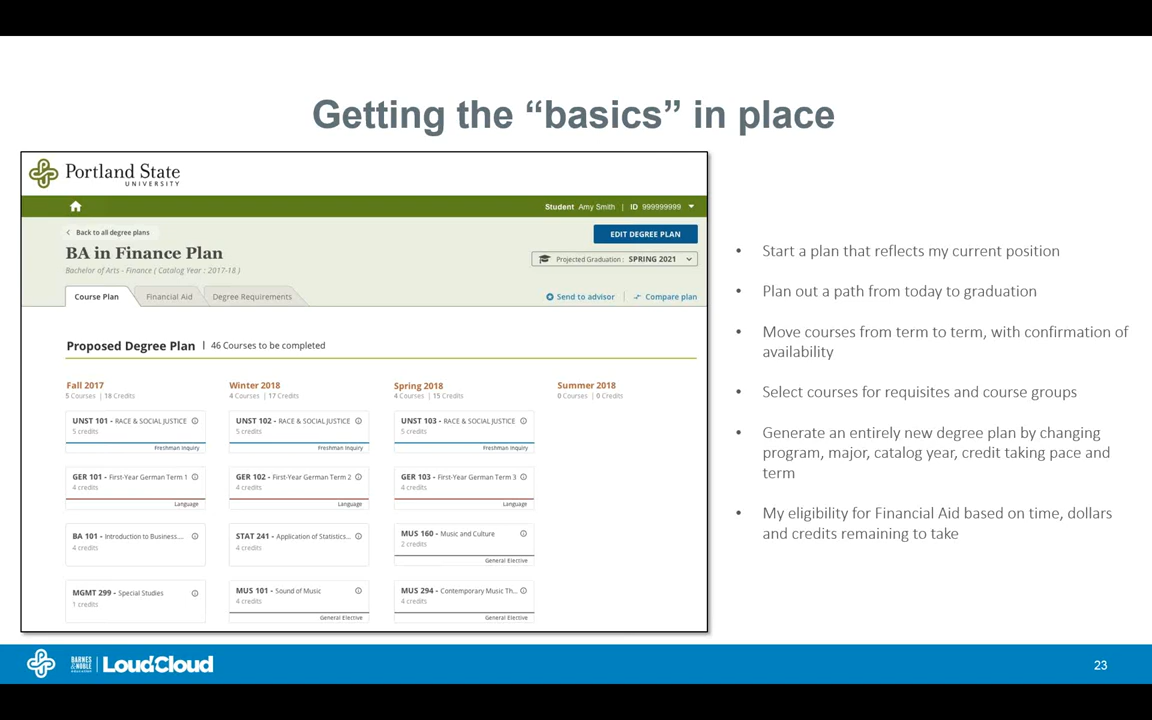 Getting the “basics” in place
Portland State
UNIVERSITY
Student Amy Smith | ID 999999999
Back to all degree plans
EDIT DEGREE PLAN
BA in Finance Plan
Projected Graduation : SPRING 2021
Bachelor of Arts - Finance ( Catalog Year : 2017-18 )
Course Plan
Financial Aid
Degree Requirements
Send to advisor
Compare plan
Proposed Degree Plan | 46 Courses to be completed
Fall 2017
5 Courses | 18 Credits
UNST 101 - RACE & SOCIAL JUSTICE
5 credits
Freshman Inquiry
GER 101 - First-Year German Term 1
4 credits
Language
BA 101 - Introduction to Business....
4 credits
MGMT 299 - Special Studies
1 credits
Winter 2018
4 Courses | 17 Credits
UNST 102 - RACE & SOCIAL JUSTICE
5 credits
Freshman Inquiry
GER 102 - First-Year German Term 2
4 credits
Language
STAT 241 - Application of Statistics...
4 credits
MUS 101 - Sound of Music
4 credits
General Elective
Spring 2018
4 Courses | 15 Credits
UNST 103 - RACE & SOCIAL JUSTICE
5 credits
Freshman Inquiry
GER 103 - First-Year German Term 3
4 credits
Language
MUS 160 - Music and Culture
2 credits
General Elective
MUS 294 - Contemporary Music Th...
4 credits
General Elective
Summer 2018
0 Courses | 0 Credits
• Start a plan that reflects my current position
• Plan out a path from today to graduation
• Move courses from term to term, with confirmation of
availability
• Select courses for requisites and course groups
• Generate an entirely new degree plan by changing
program, major, catalog year, credit taking pace and
term
• My eligibility for Financial Aid based on time, dollars
and credits remaining to take
BARNES
& NOBLE
EDUCATION
LoudCloud
23